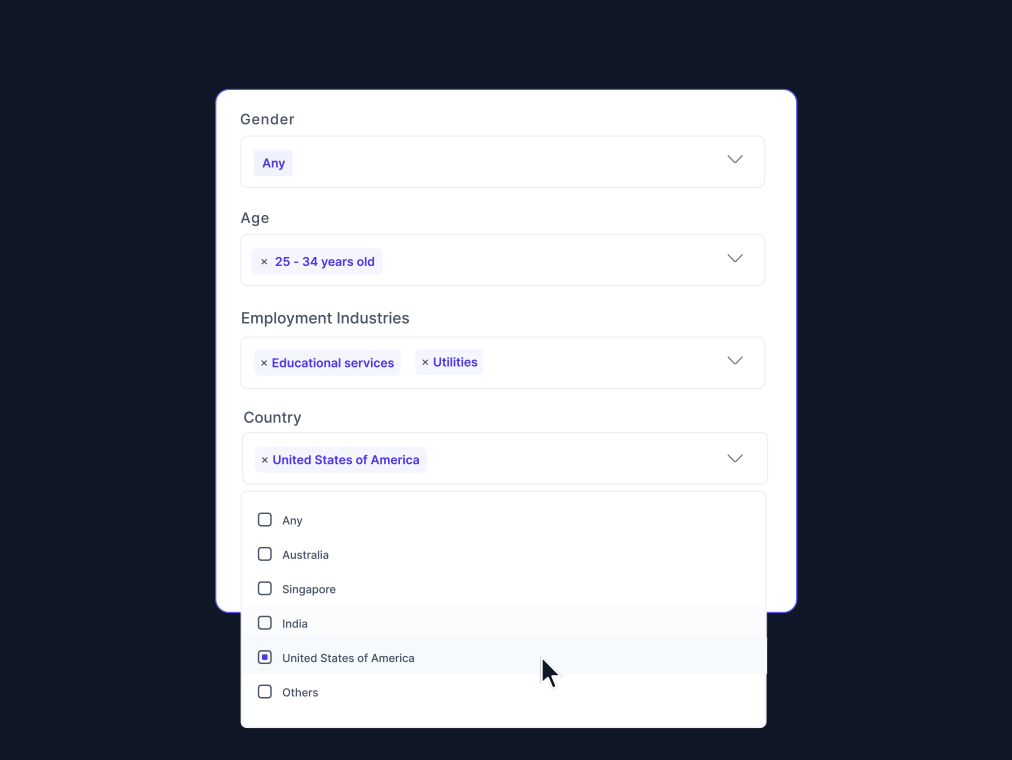 Gender
Any
Age
× 25 - 34 years old
Employment Industries
× Educational services × Utilities
Country
× United States of America
Any
Australia
Singapore
India
United States of America
Others